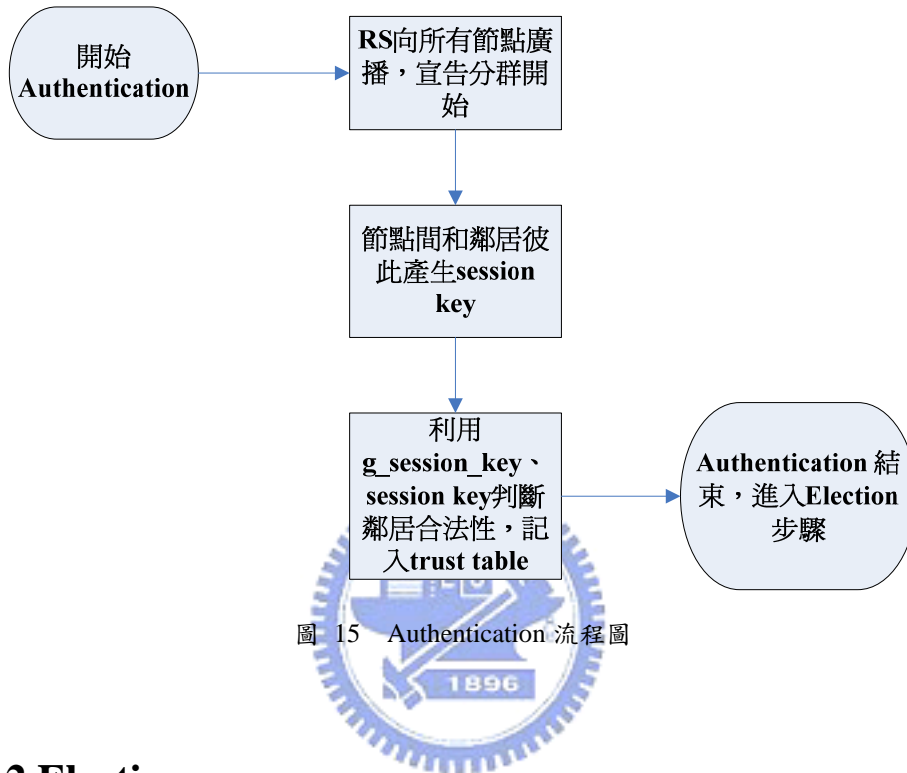 開始
Authentication
RS向所有節點廣
播，宣告分群開
始
節點間和鄰居彼
此產生session
key
利用
g_session_key、
session key判斷
鄰居合法性，記
入trust table
Authentication 結
束，進入Election
步驟
圖 15 Authentication 流程圖
1896